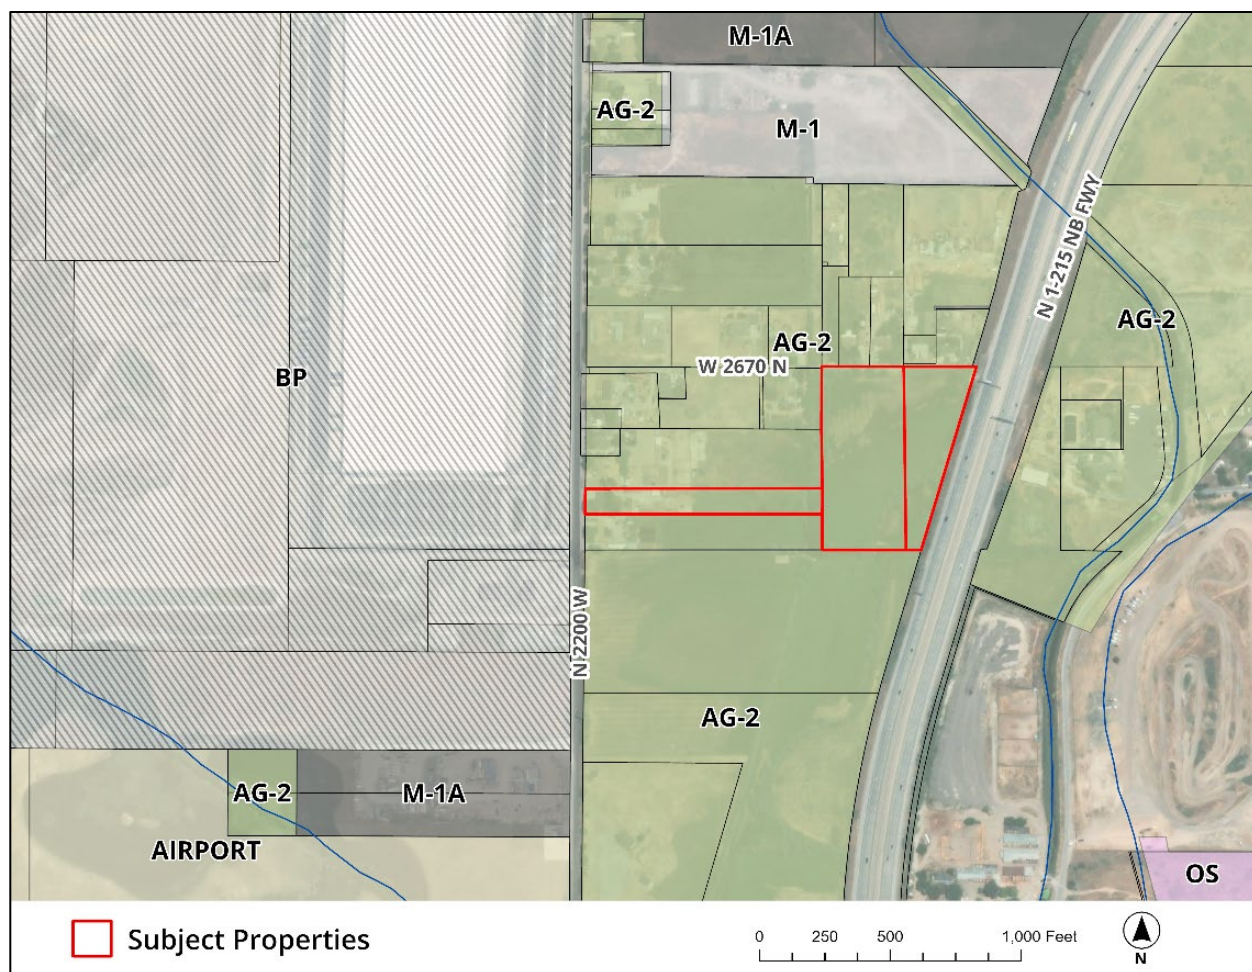 M-1A
AG-2
M-1
N 1-215 NB FWY
AG-2
AG-2
W 2670 N
BP
N 2200 W
AG-2
AG-2
M-1A
AIRPORT
OS
Subject Properties
0 250 500 1,000 Feet
N